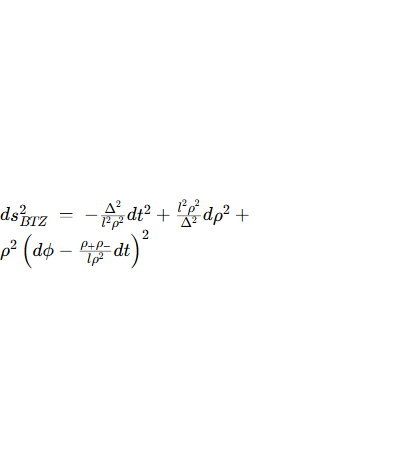 $ds^2_{BTZ} \; = \; -\frac{\Delta^2}{l^2\rho^2}dt^2 + \frac{l^2\rho^2}{\Delta^2}d\rho^2 +$
$\rho^2 \left(d\phi - \frac{\rho_+\rho_-}{l\rho^2}dt\right)^2$